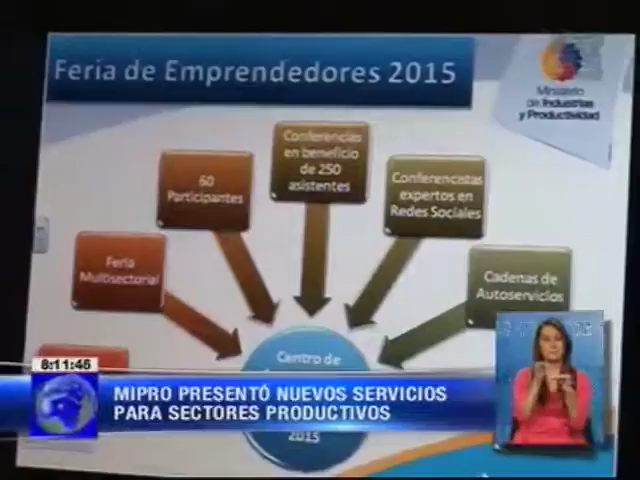 Feria de Emprendedores 2015
Ministerio
de Industrias
y Productividad
Conferencias
en beneficio
de 250
asistentes
60
Participantes
Conferencistas
expertos en
Redes Sociales
Feria
Multisectorial
Cadenas de
Autoservicios
Centro de
2015
8:11:46
MIPRO PRESENTÓ NUEVOS SERVICIOS
PARA SECTORES PRODUCTIVOS